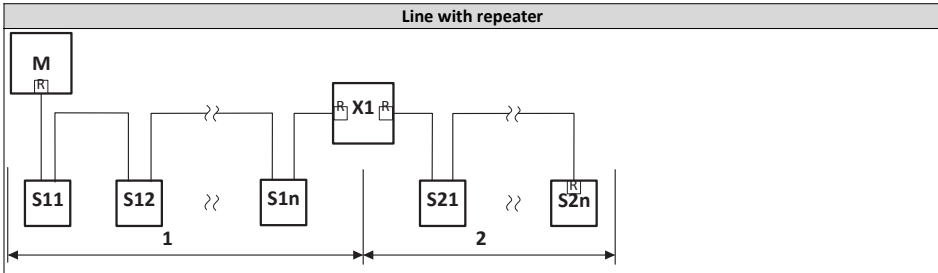 Line with repeater
M
R
R X1 R
S11 S12 S1n S21 R S2n
1 2